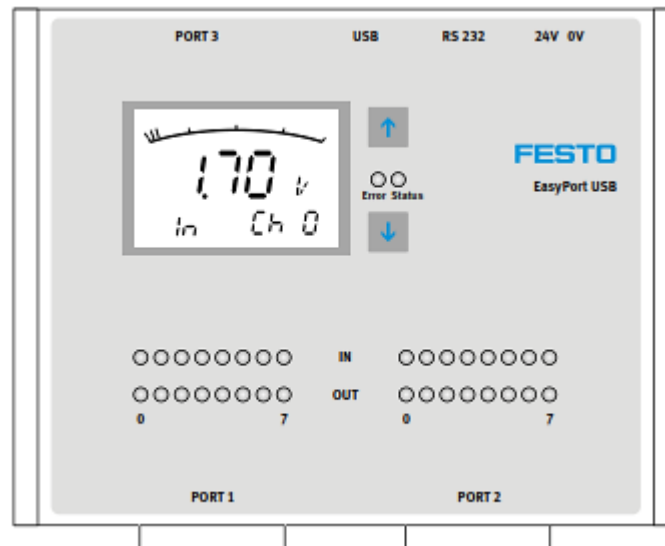 PORT 3 USB RS 232 24V 0V
1.70 V
In Ch 0
Error Status
FESTO
EasyPort USB
IN
OUT
0 7 0 7
PORT 1 PORT 2